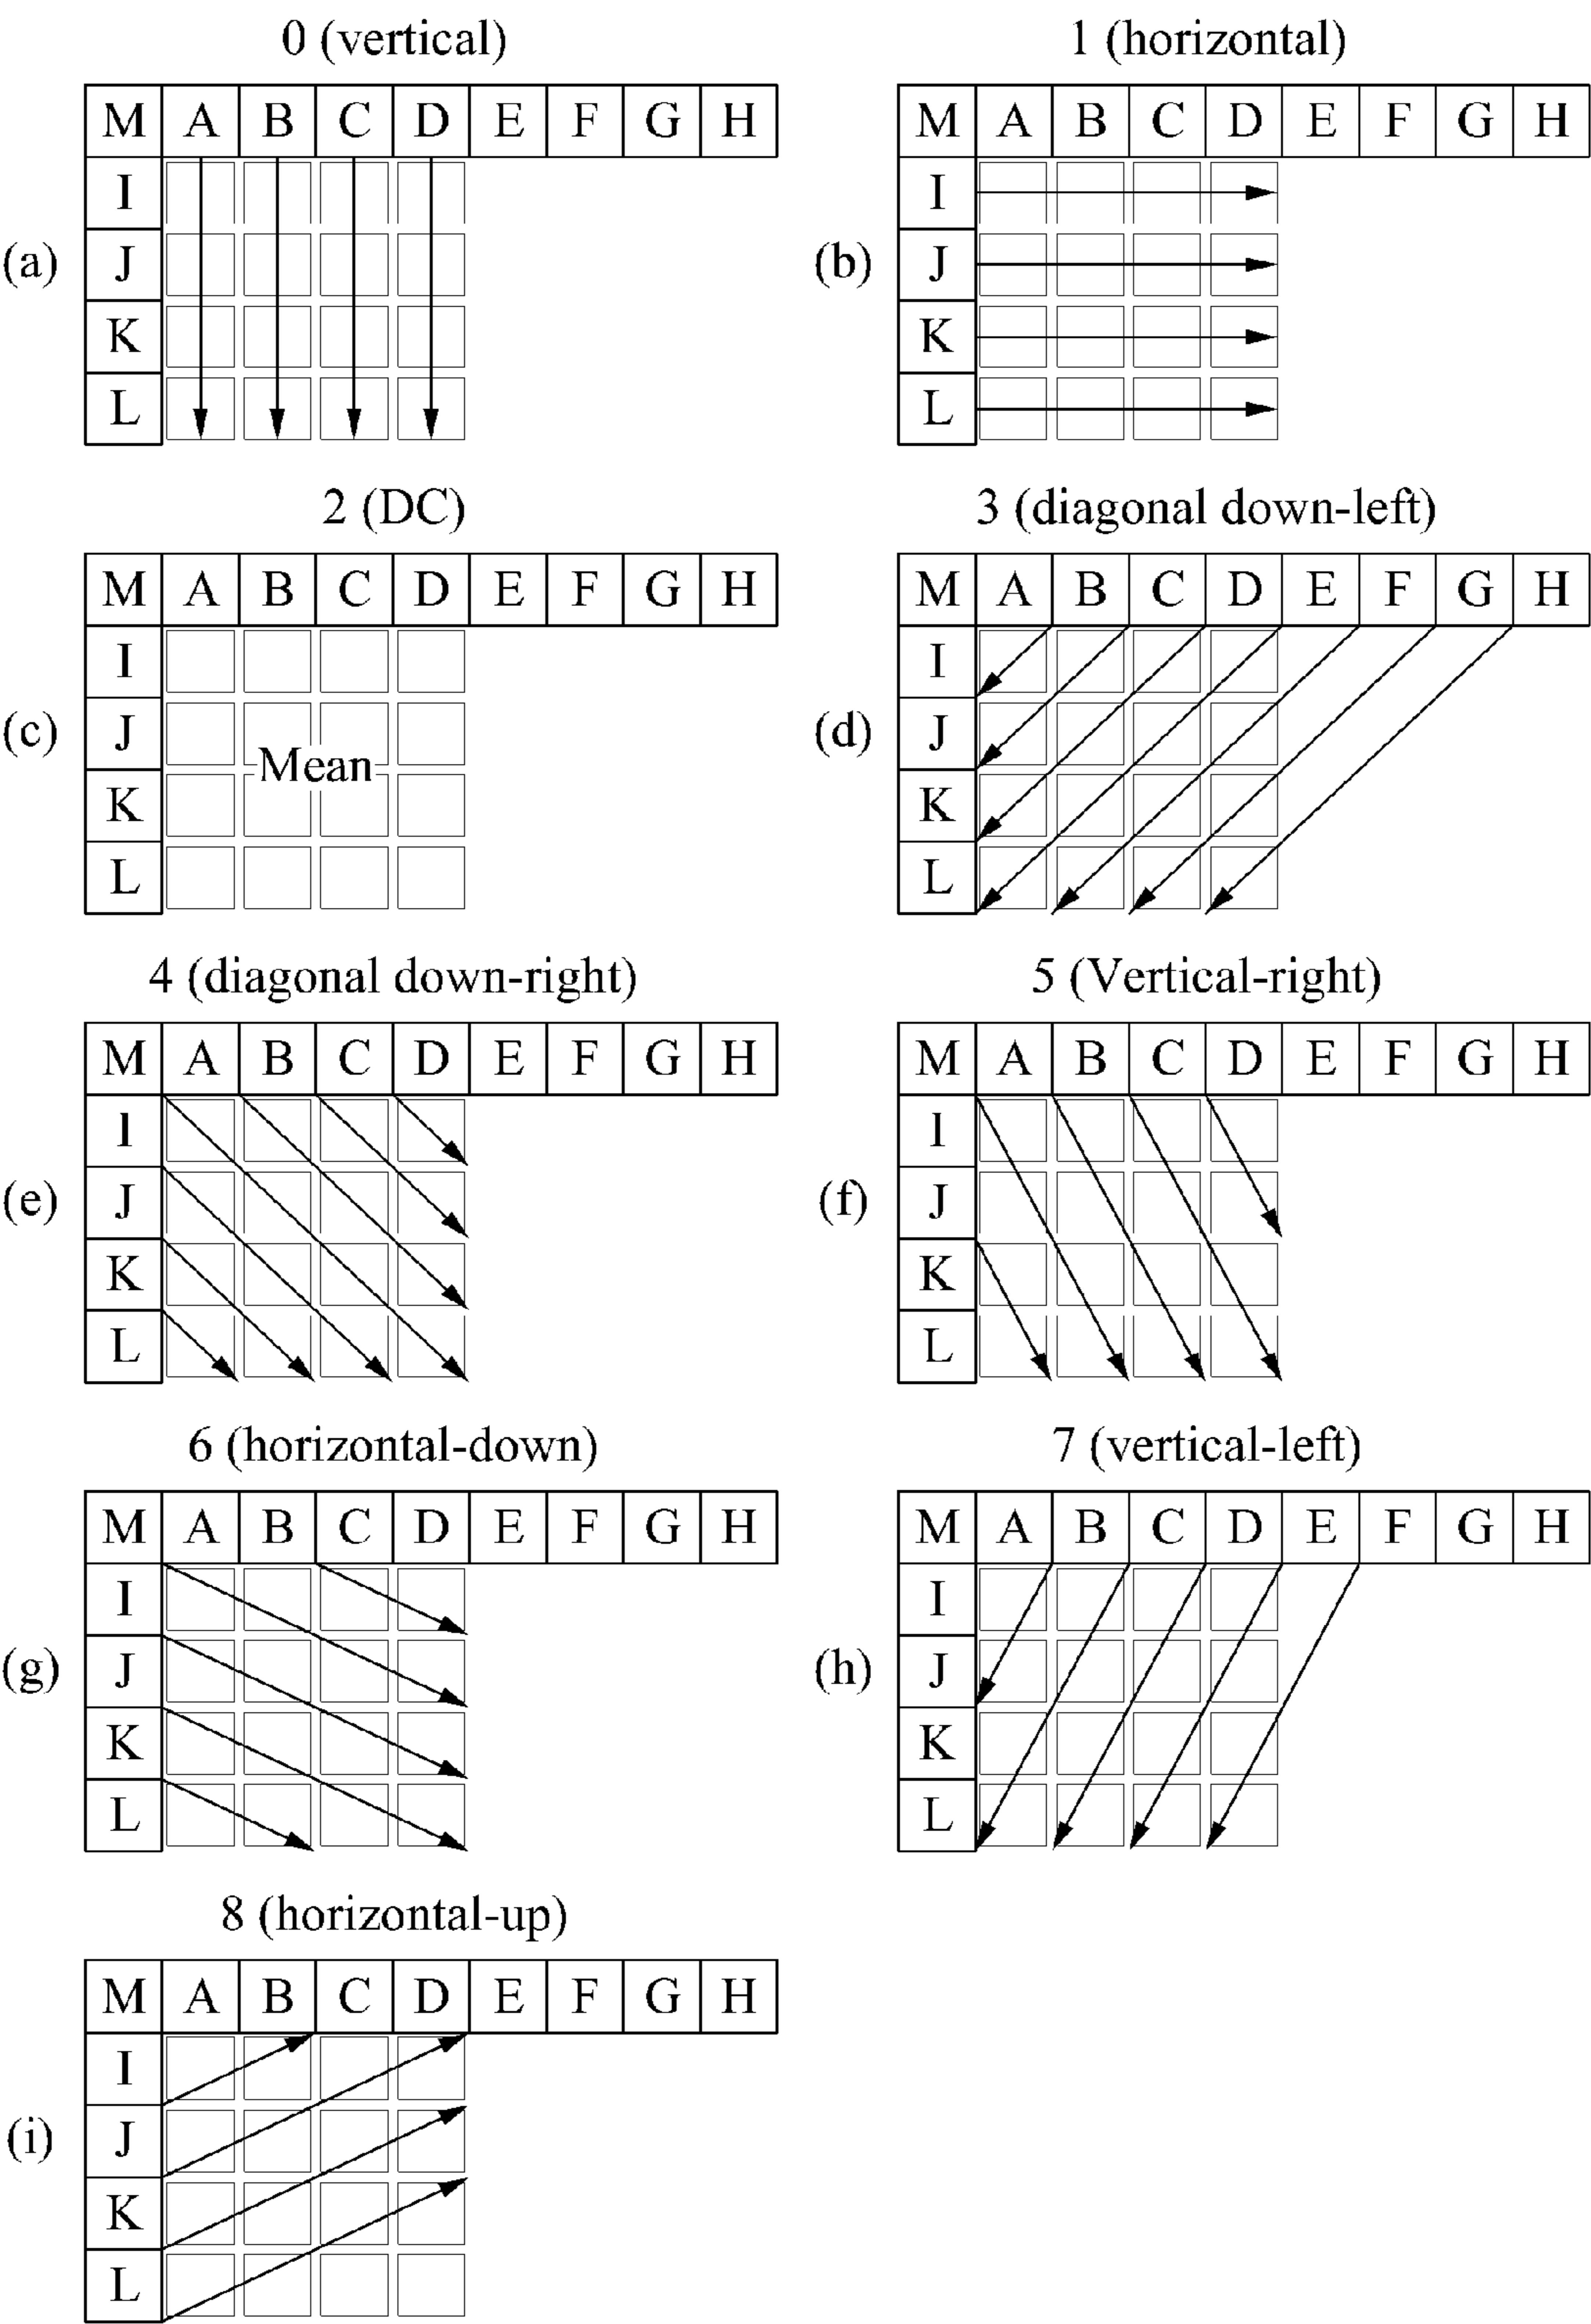 0 (vertical)
M A B C D E F G H
I
(a) J
K
L
1 (horizontal)
M A B C D E F G H
I
(b) J
K
L
2 (DC)
M A B C D E F G H
I
(c) J
Mean
K
L
3 (diagonal down-left)
M A B C D E F G H
I
(d) J
K
L
4 (diagonal down-right)
M A B C D E F G H
I
(e) J
K
L
5 (Vertical-right)
M A B C D E F G H
I
(f) J
K
L
6 (horizontal-down)
M A B C D E F G H
I
(g) J
K
L
7 (vertical-left)
M A B C D E F G H
I
(h) J
K
L
8 (horizontal-up)
M A B C D E F G H
I
(i) J
K
L